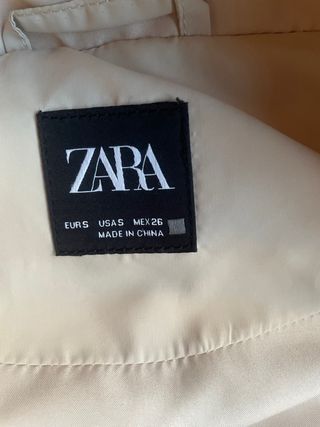 ZARA
EUR S USA S MEX 26
MADE IN CHINA